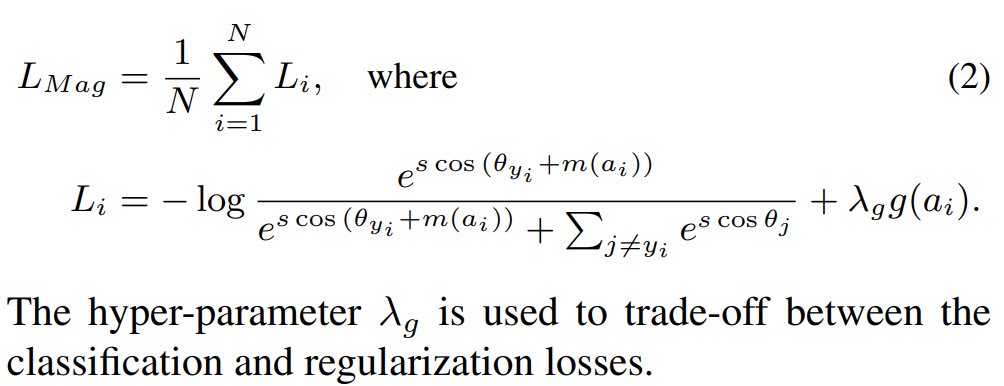 L_{Mag} = \frac{1}{N} \sum_{i=1}^{N} L_i, where (2)
L_i = -\log \frac{e^{s \cos(\theta_{y_i} + m(a_i))}}{e^{s \cos(\theta_{y_i} + m(a_i))} + \sum_{j \neq y_i} e^{s \cos \theta_j}} + \lambda_g g(a_i).
The hyper-parameter λ_g is used to trade-off between the
classification and regularization losses.